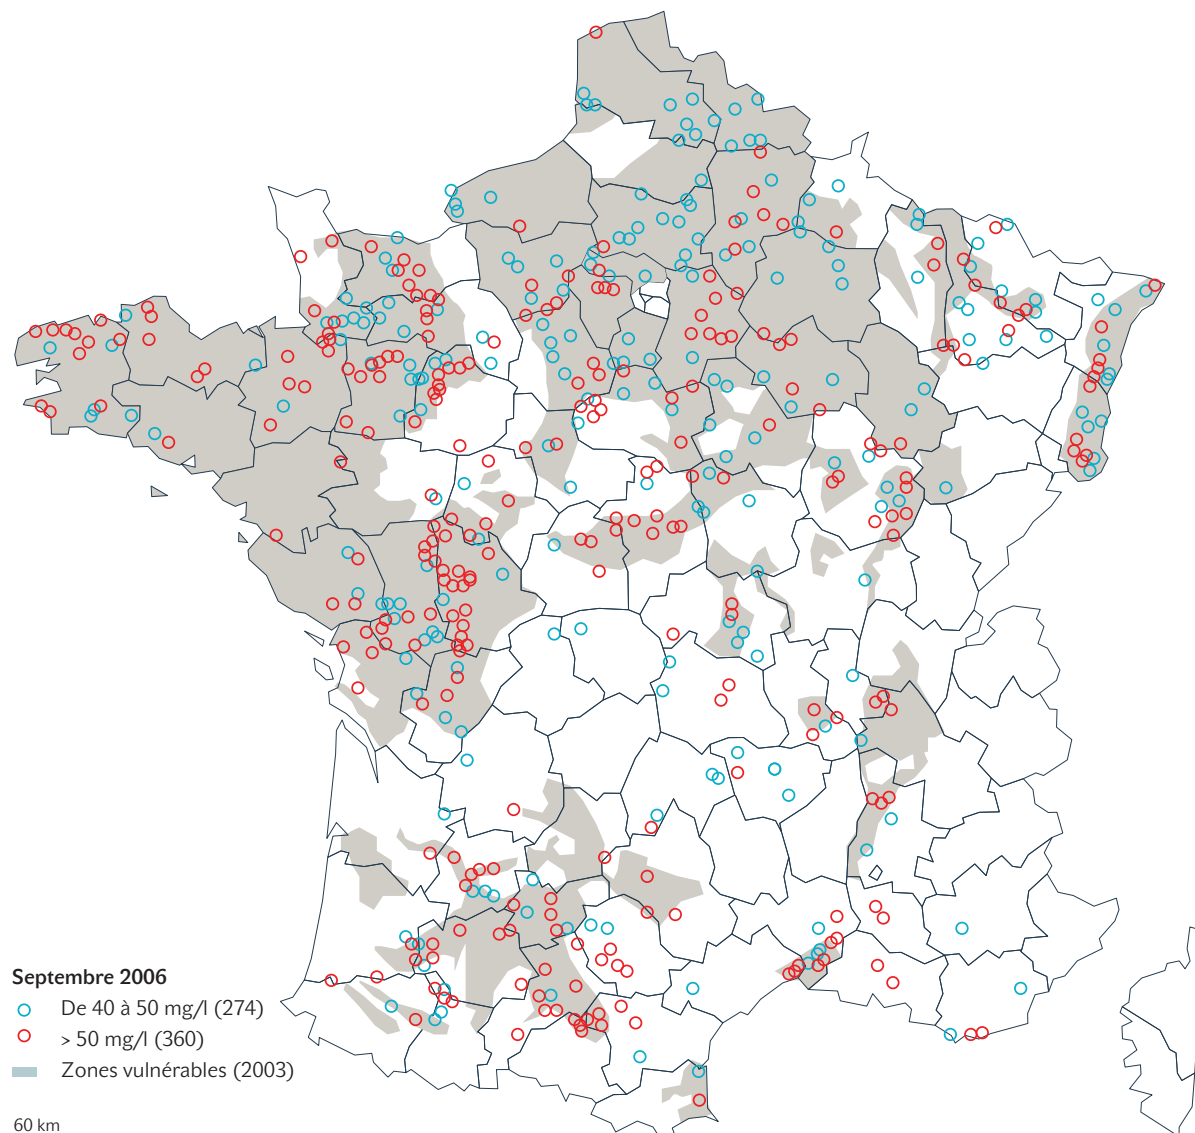 Septembre 2006
De 40 à 50 mg/l (274)
> 50 mg/l (360)
Zones vulnérables (2003)
60 km